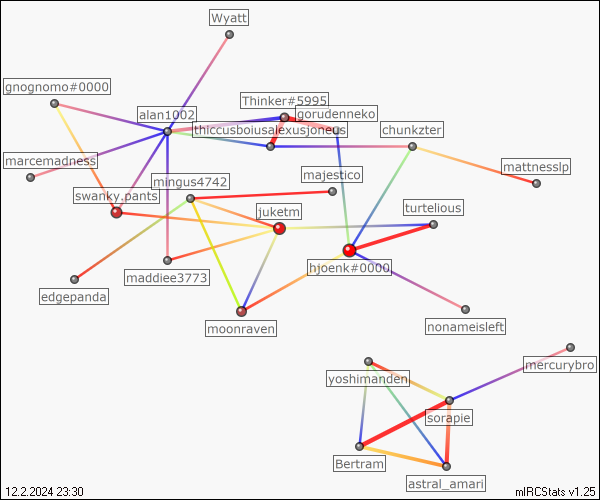 Wyatt
gnognomo#0000
Thinker#5995
alan1002
gorudenneko
thiccusboiusalexusjoneus
chunkzter
marcemadness
mattnesslp
majestico
mingus4742
swanky.pants
juketm
turtelious
hjoenk#0000
maddiee3773
edgepanda
moonraven
nonameisleft
mercurybro
yoshimanden
sorapie
Bertram
astral_amari
12.2.2024 23:30
mIRCStats v1.25